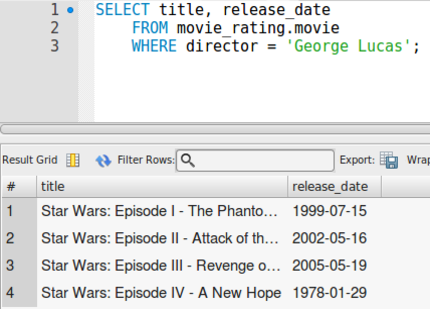 1 SELECT title, release_date
2 FROM movie_rating.movie
3 WHERE director = 'George Lucas';
Result Grid Filter Rows: Export: Wrap
# title release_date
1 Star Wars: Episode I - The Phanto... 1999-07-15
2 Star Wars: Episode II - Attack of th... 2002-05-16
3 Star Wars: Episode III - Revenge o... 2005-05-19
4 Star Wars: Episode IV - A New Hope 1978-01-29